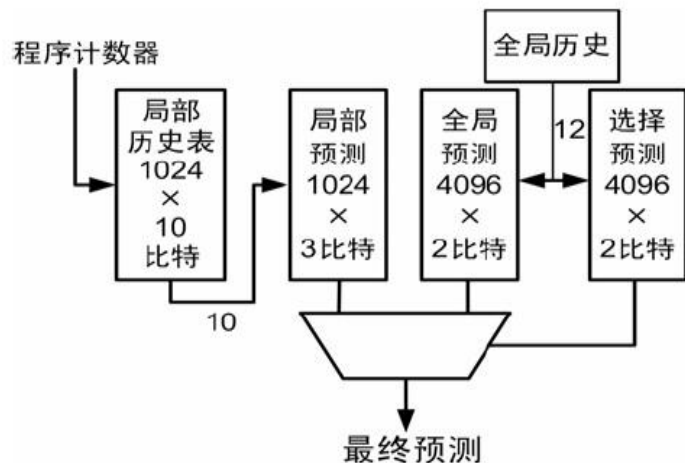 全局历史
程序计数器
局部
历史表
1024
×
10
比特
局部
预测
1024
×
3比特
全局
预测
4096
×
2比特
12
选择
预测
4096
×
2比特
10
最终预测